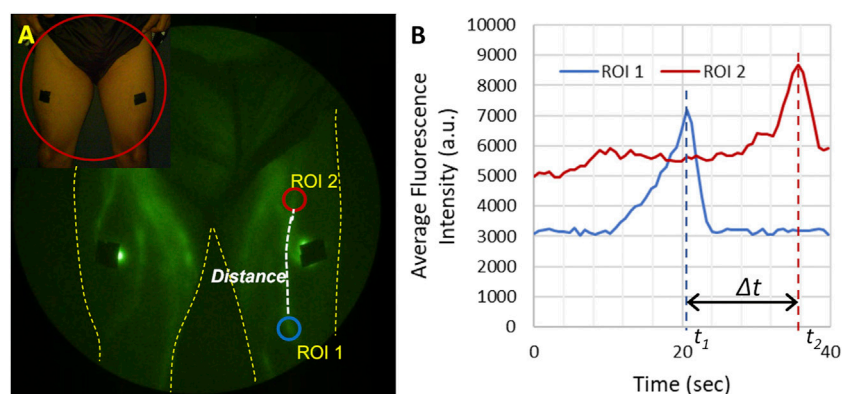 A
ROI 2
Distance
ROI 1
B
Average Fluorescence
Intensity (a.u.)
10000
9000
8000
7000
6000
5000
4000
3000
2000
1000
0
ROI 1
ROI 2
Δt
t1
t2
0
20
40
Time (sec)